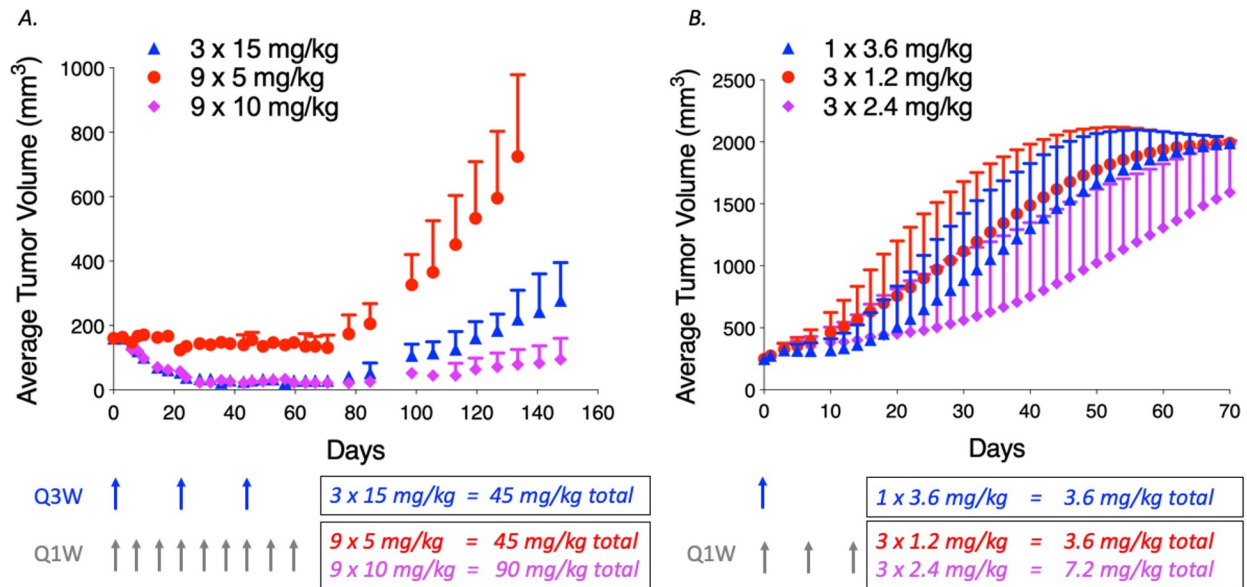 A.
3 x 15 mg/kg
9 x 5 mg/kg
9 x 10 mg/kg
Average Tumor Volume (mm³)
1000
800
600
400
200
0
0 20 40 60 80 100 120 140 160
Days
Q3W
3 x 15 mg/kg = 45 mg/kg total
Q1W
9 x 5 mg/kg = 45 mg/kg total
9 x 10 mg/kg = 90 mg/kg total
B.
1 x 3.6 mg/kg
3 x 1.2 mg/kg
3 x 2.4 mg/kg
Average Tumor Volume (mm³)
2500
2000
1500
1000
500
0
0 10 20 30 40 50 60 70
Days
1 x 3.6 mg/kg = 3.6 mg/kg total
Q1W
3 x 1.2 mg/kg = 3.6 mg/kg total
3 x 2.4 mg/kg = 7.2 mg/kg total